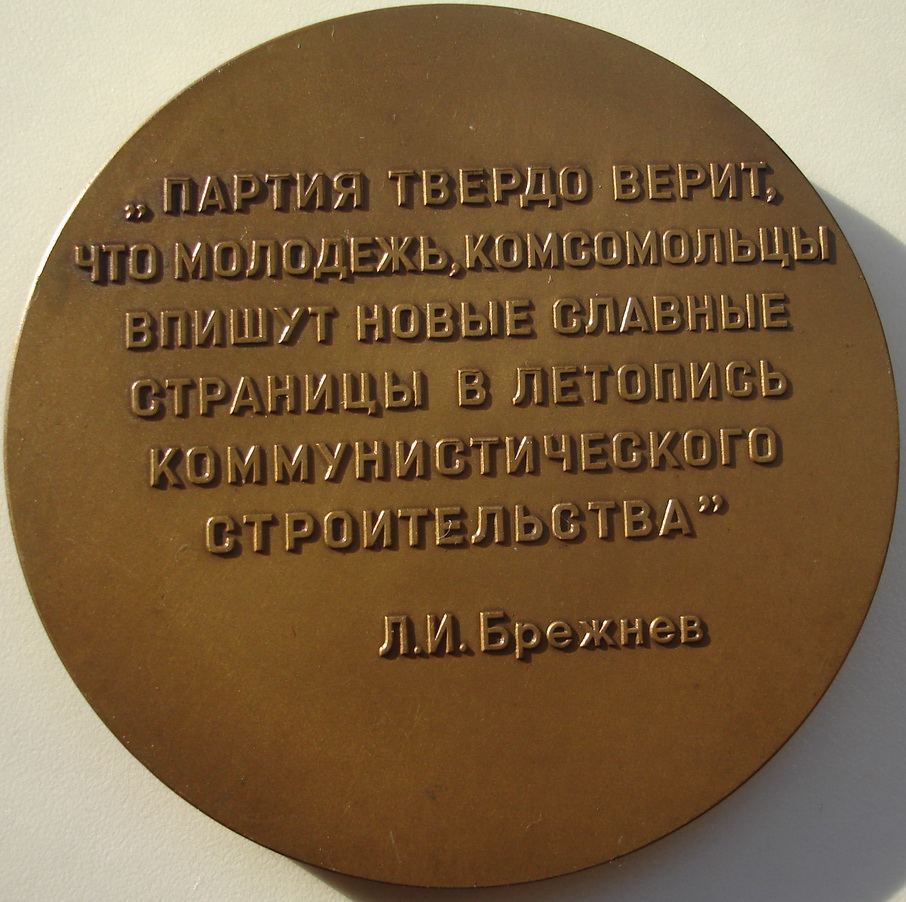 „ПАРТИЯ ТВЕРДО ВЕРИТ,
ЧТО МОЛОДЕЖЬ, КОМСОМОЛЬЦЫ
ВПИШУТ НОВЫЕ СЛАВНЫЕ
СТРАНИЦЫ В ЛЕТОПИСЬ
КОММУНИСТИЧЕСКОГО
СТРОИТЕЛЬСТВА”
Л.И. Брежнев